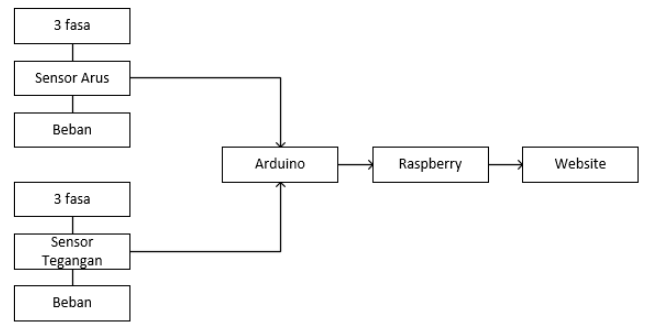 3 fasa
Sensor Arus
Beban
Arduino
Raspberry
Website
3 fasa
Sensor
Tegangan
Beban